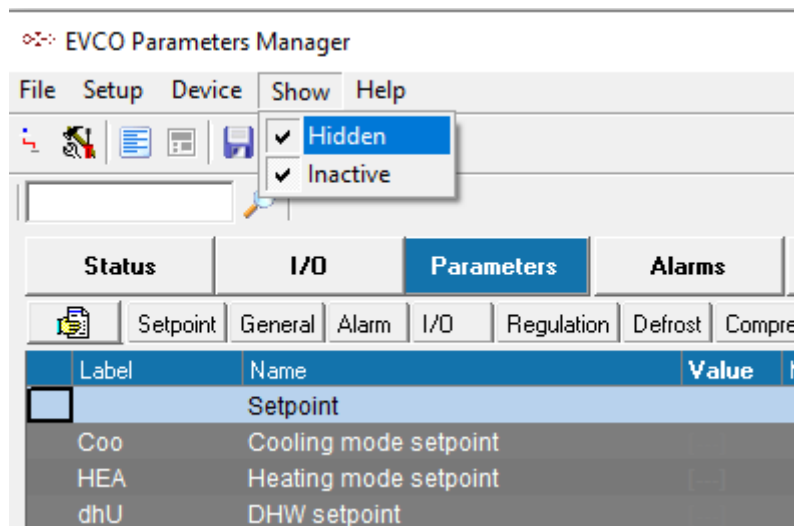 EVCO Parameters Manager
File Setup Device Show Help
Hidden
Inactive
Status I/O Parameters Alarms
Setpoint General Alarm I/O Regulation Defrost Compre
Label Name Value
Setpoint
Coo Cooling mode setpoint
HEA Heating mode setpoint [---]
dhU DHW setpoint